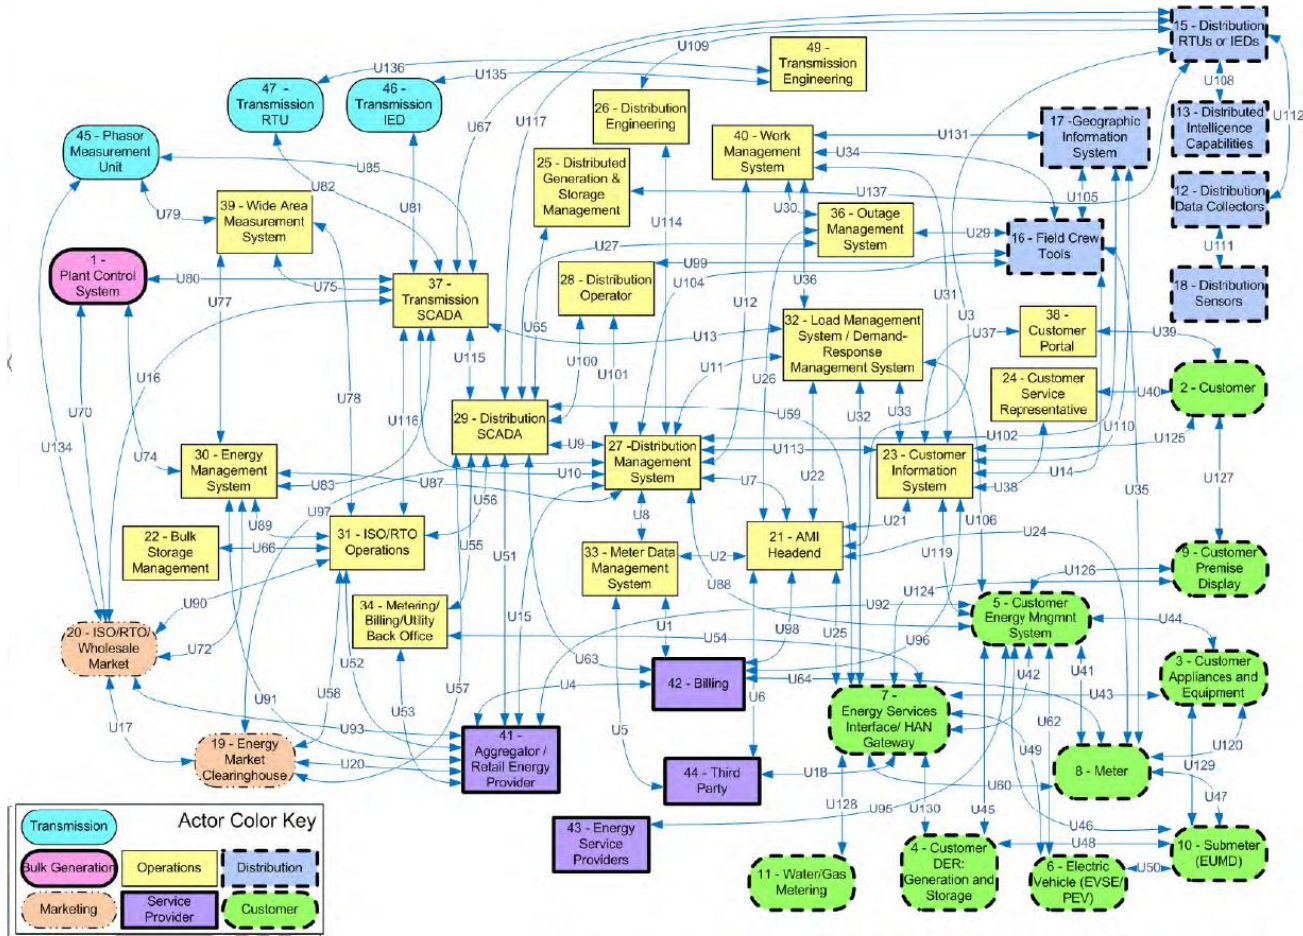 15 - Distribution
RTUs or IEDs
49 –
Transmission
Engineering
U109
U136
U135
47 -
Transmission
RTU
46 -
Transmission
IED
26 - Distribution
Engineering
U67
U117
U108
U112
13 - Distributed
Intelligence
Capabilities
17 -Geographic
Information
System
40 - Work
Management
System
U131
U34
45 - Phasor
Measurement
Unit
U85
U82
U81
25 - Distributed
Generation &
Storage
Management
U114
U137
U105
12 - Distribution
Data Collectors
39 - Wide Area
Measurement
System
U79
U30
36 - Outage
Management
System
U29
16 - Field Crew
Tools
U111
18 - Distribution
Sensors
1 -
Plant Control
System
U80
U75
U77
37 -
Transmission
SCADA
U27
U99
U104
28 - Distribution
Operator
U36
U12
U31
U3
U65
U13
32 - Load Management
System / Demand-
Response
Management System
U37
38 -
Customer
Portal
U39
U16
U115
U100
U101
U11
U26
24 - Customer
Service
Representative
U40
2 - Customer
U70
U78
U116
U59
U32
U33
29 - Distribution
SCADA
U9
27 -Distribution
Management
System
U113
U102
U110
U125
U134
U74
30 - Energy
Management
System
U83
U87
U10
23 - Customer
Information
System
U14
U38
U35
U127
U97
U56
U7
U22
U89
U8
U21
U106
U24
22 - Bulk
Storage
Management
U66
31 - ISO/RTO
Operations
U55
U51
33 - Meter Data
Management
System
U2
21 - AMI
Headend
U119
9 - Customer
Premise
Display
U88
U126
U124
U90
34 - Metering/
Billing/Utility
Back Office
U15
U1
U98
U25
U92
U96
5 - Customer
Energy Mngmnt
System
U44
20 - ISO/RTO/
Wholesale
Market
U72
U52
U54
U63
42 - Billing
U64
U42
U41
3 - Customer
Appliances and
Equipment
U91
U58
U53
U57
U4
U6
7 -
Energy Services
Interface/ HAN
Gateway
U43
U17
U93
U5
U62
U49
U120
19 - Energy
Market
Clearinghouse
U20
41 -
Aggregator /
Retail Energy
Provider
44 - Third
Party
U18
U60
8 - Meter
U129
U128
U95
U130
U45
U47
Transmission
Actor Color Key
43 - Energy
Service
Providers
U46
U48
10 - Submeter
(EUMD)
Bulk Generation
Operations
Distribution
11 - Water/Gas
Metering
4 - Customer
DER:
Generation and
Storage
6 - Electric
Vehicle (EVSE/
PEV)
U50
Marketing
Service
Provider
Customer